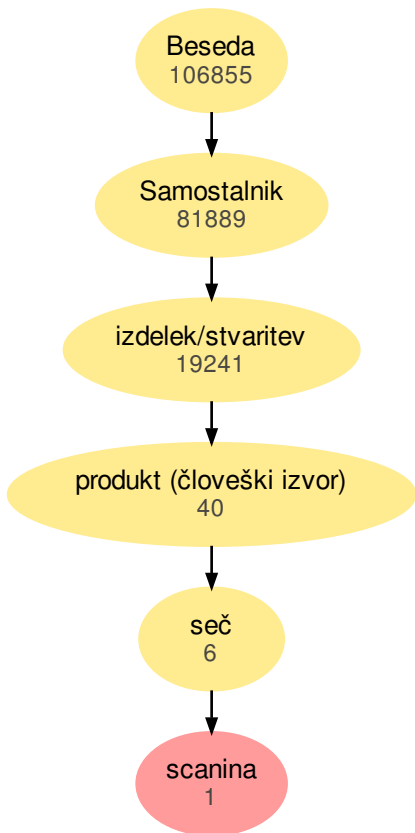 Beseda
106855
Samostalnik
81889
izdelek/stvaritev
19241
produkt (človeški izvor)
40
seč
6
scanina
1